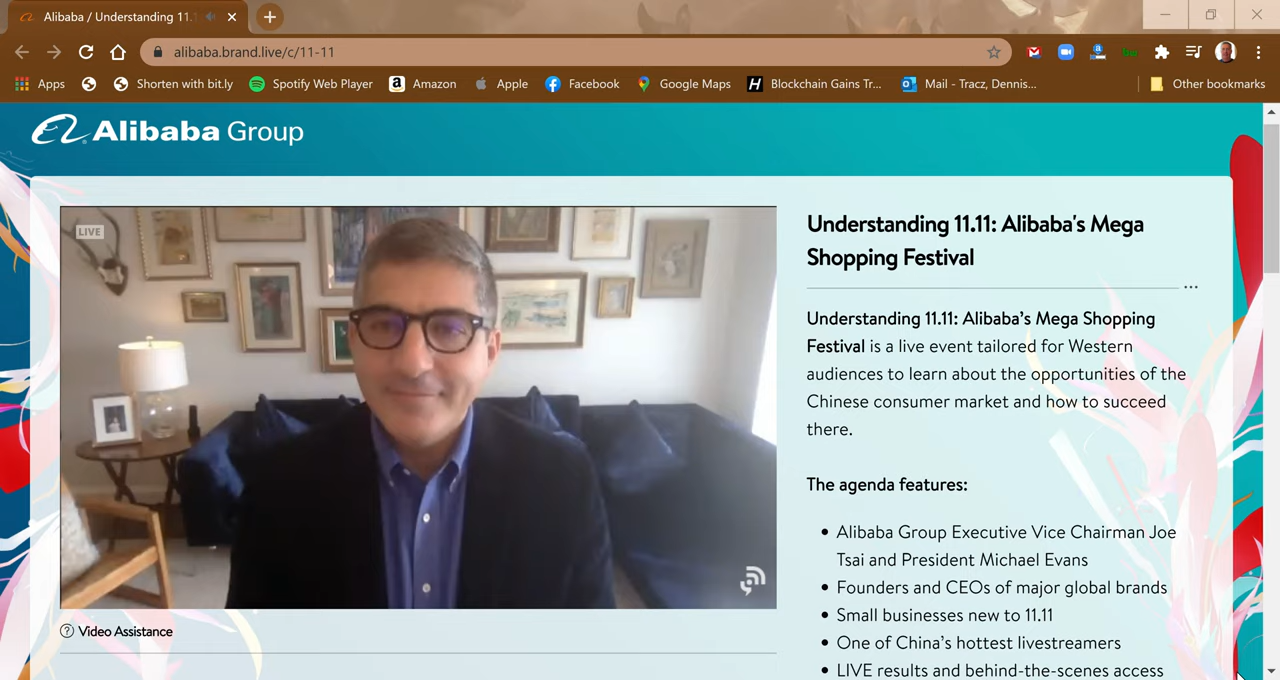 Alibaba / Understanding 11.1
alibaba.brand.live/c/11-11
Apps
Shorten with bit.ly
Spotify Web Player
Amazon
Apple
Facebook
Google Maps
Blockchain Gains Tr...
Mail - Tracz, Dennis...
Other bookmarks
Alibaba Group
LIVE
Understanding 11.11: Alibaba's Mega
Shopping Festival
...
Understanding 11.11: Alibaba's Mega Shopping
Festival is a live event tailored for Western
audiences to learn about the opportunities of the
Chinese consumer market and how to succeed
there.
The agenda features:
• Alibaba Group Executive Vice Chairman Joe
Tsai and President Michael Evans
• Founders and CEOs of major global brands
• Small businesses new to 11.11
• One of China's hottest livestreamers
• LIVE results and behind-the-scenes access
? Video Assistance